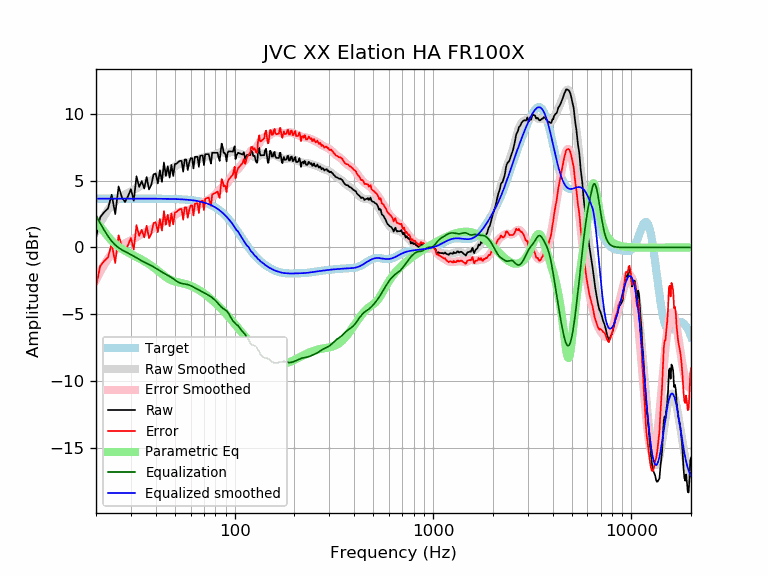 JVC XX Elation HA FR100X
Amplitude (dBr)
10
5
0
−5
−10
−15
Target
Raw Smoothed
Error Smoothed
Raw
Error
Parametric Eq
Equalization
Equalized smoothed
100
1000
10000
Frequency (Hz)